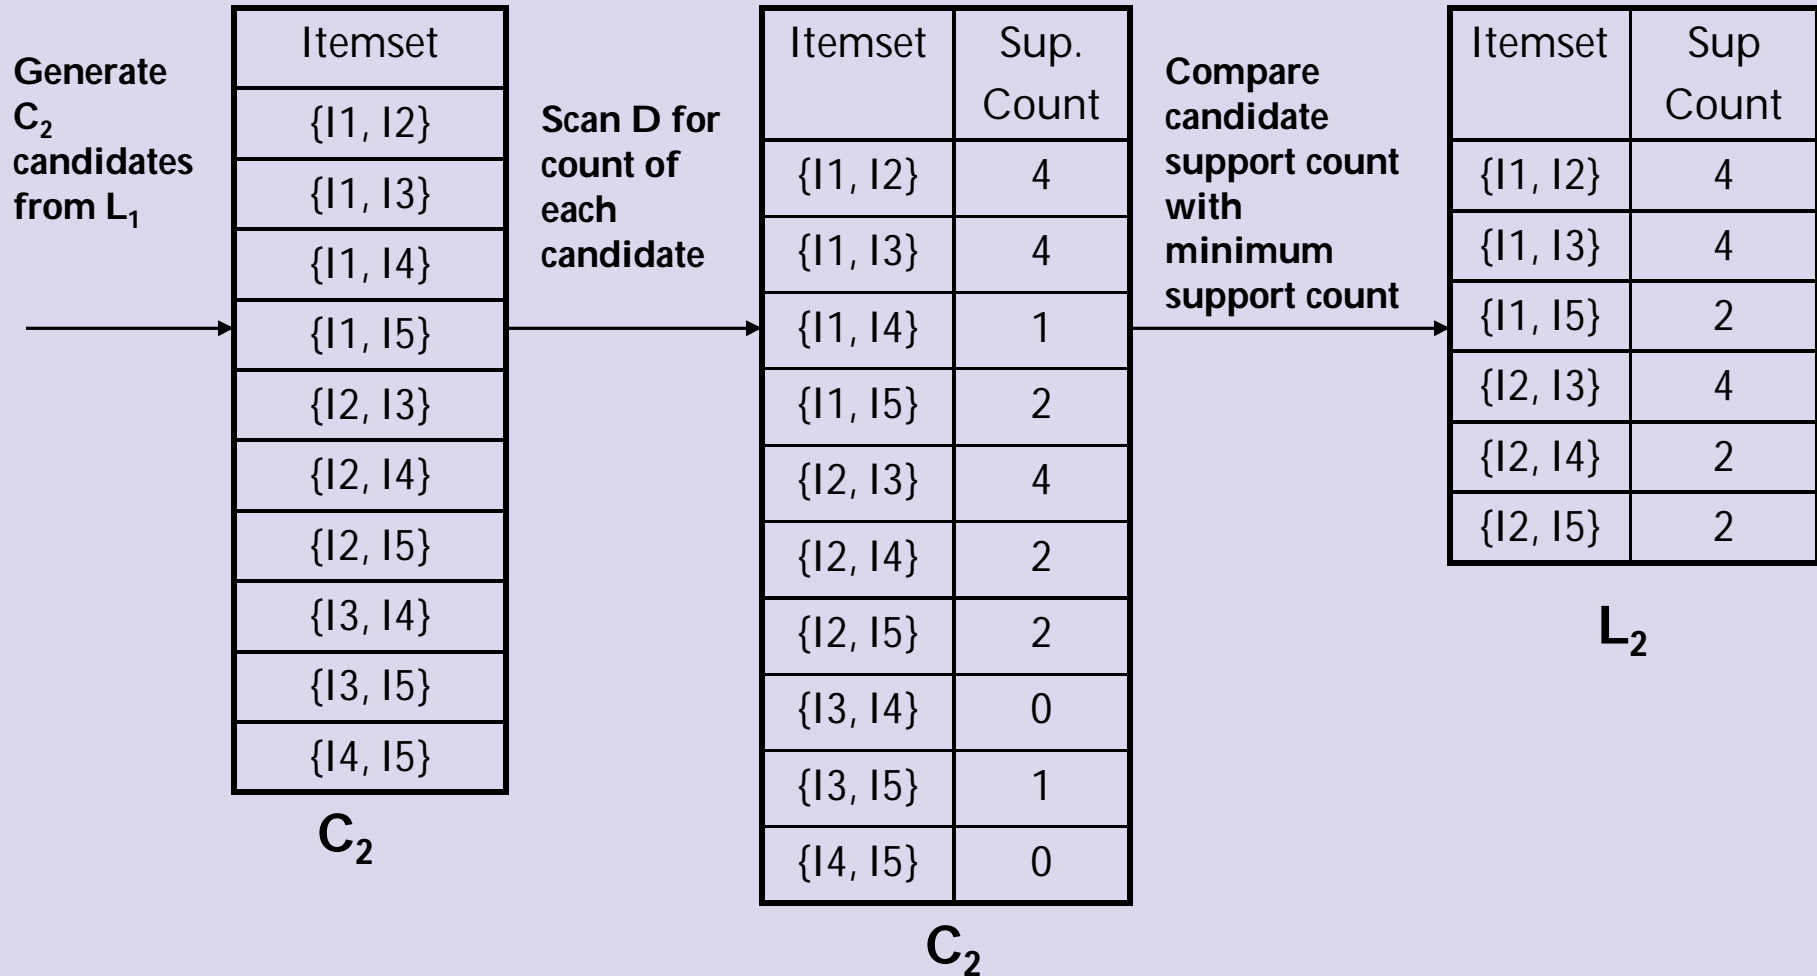 Generate
C₂
candidates
from L₁
Itemset
{I1, I2}
{I1, I3}
{I1, I4}
{I1, I5}
{I2, I3}
{I2, I4}
{I2, I5}
{I3, I4}
{I3, I5}
{I4, I5}
C₂
Scan D for
count of
each
candidate
Itemset Sup.
Count
{I1, I2} 4
{I1, I3} 4
{I1, I4} 1
{I1, I5} 2
{I2, I3} 4
{I2, I4} 2
{I2, I5} 2
{I3, I4} 0
{I3, I5} 1
{I4, I5} 0
C₂
Compare
candidate
support count
with
minimum
support count
Itemset Sup
Count
{I1, I2} 4
{I1, I3} 4
{I1, I5} 2
{I2, I3} 4
{I2, I4} 2
{I2, I5} 2
L₂